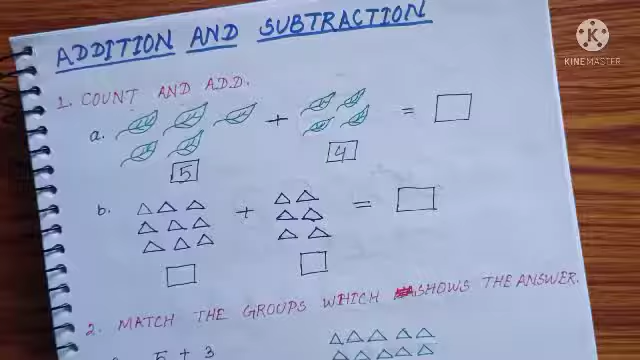 ADDITION AND SUBTRACTION
KINEMASTER
1. COUNT AND ADD.
a. + =
5 4
b. + =
2. MATCH THE GROUPS WHICH SHOWS THE ANSWER.
5 + 3